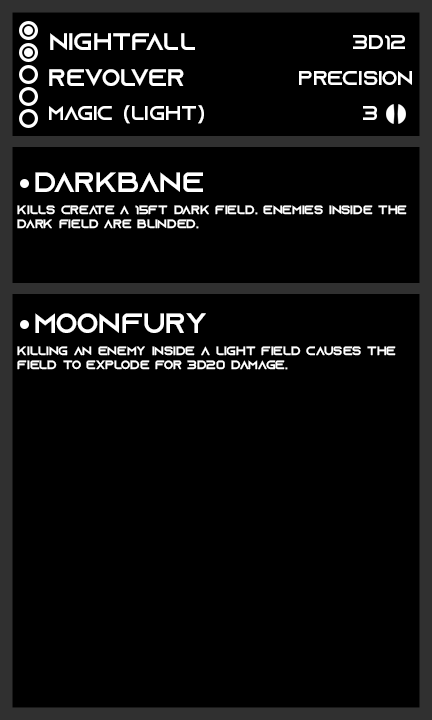 NIGHTFALL 3D12
REVOLVER PRECISION
MAGIC (LIGHT) 3
DARKBANE
KILLS CREATE A 15FT DARK FIELD. ENEMIES INSIDE THE
DARK FIELD ARE BLINDED.
MOONFURY
KILLING AN ENEMY INSIDE A LIGHT FIELD CAUSES THE
FIELD TO EXPLODE FOR 3D20 DAMAGE.